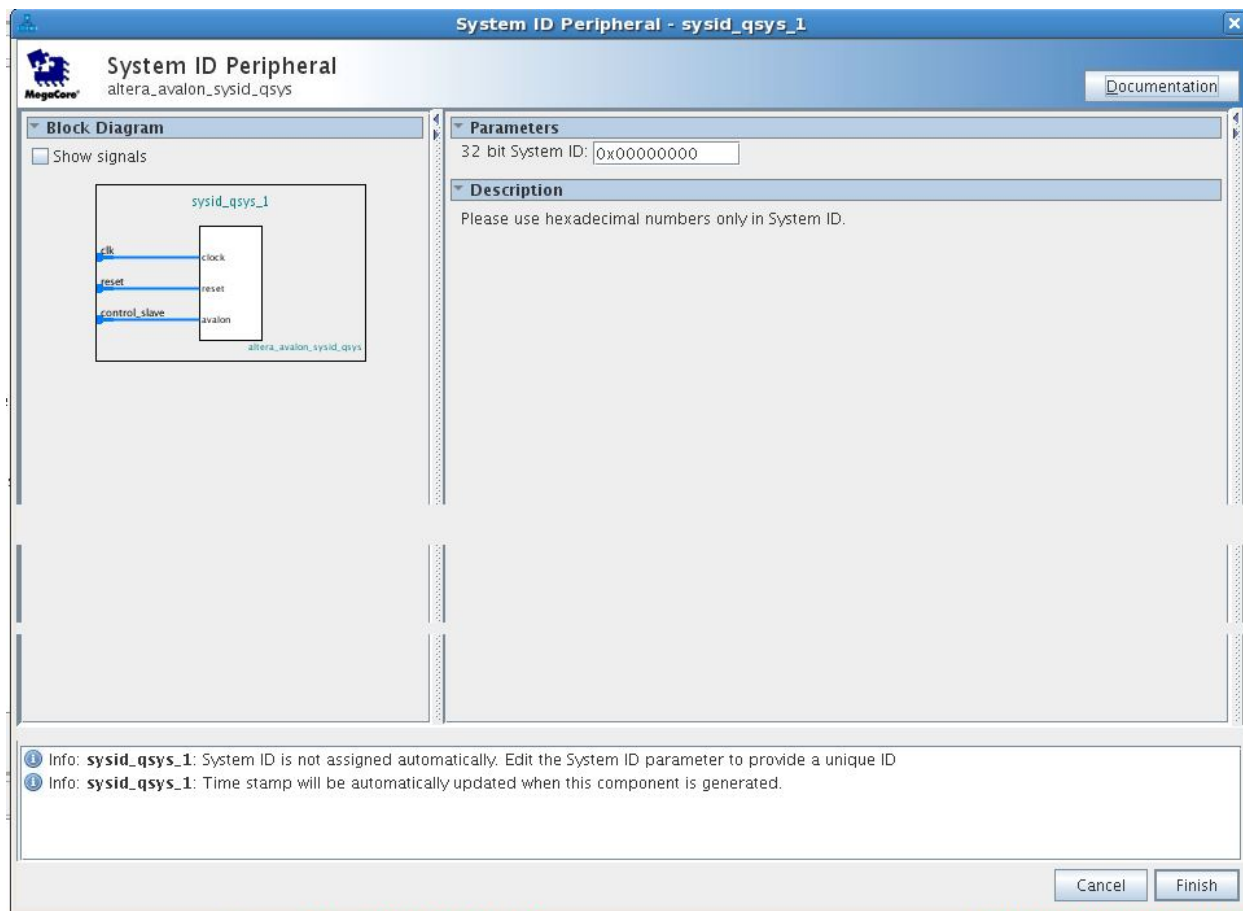 System ID Peripheral - sysid_qsys_1
System ID Peripheral
altera_avalon_sysid_qsys
MegaCore®
Documentation
Block Diagram
Show signals
sysid_qsys_1
clk
clock
reset
reset
control_slave
avalon
altera_avalon_sysid_qsys
Parameters
32 bit System ID: 0x00000000
Description
Please use hexadecimal numbers only in System ID.
Info: sysid_qsys_1: System ID is not assigned automatically. Edit the System ID parameter to provide a unique ID
Info: sysid_qsys_1: Time stamp will be automatically updated when this component is generated.
Cancel
Finish